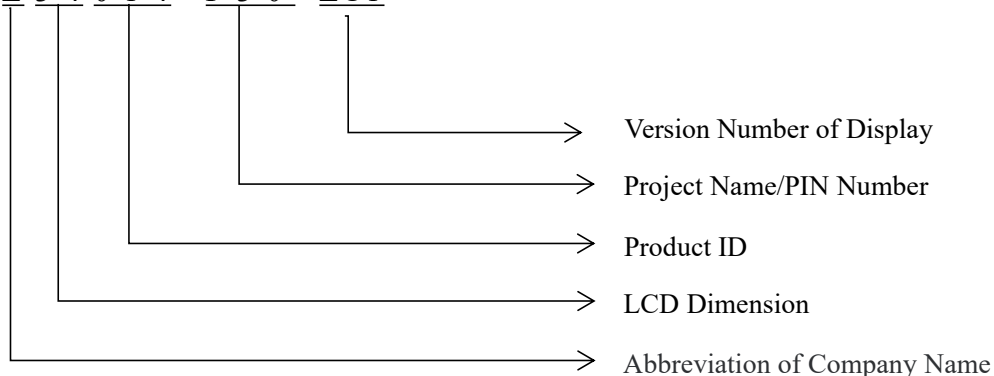 Version Number of Display
Project Name/PIN Number
Product ID
LCD Dimension
Abbreviation of Company Name